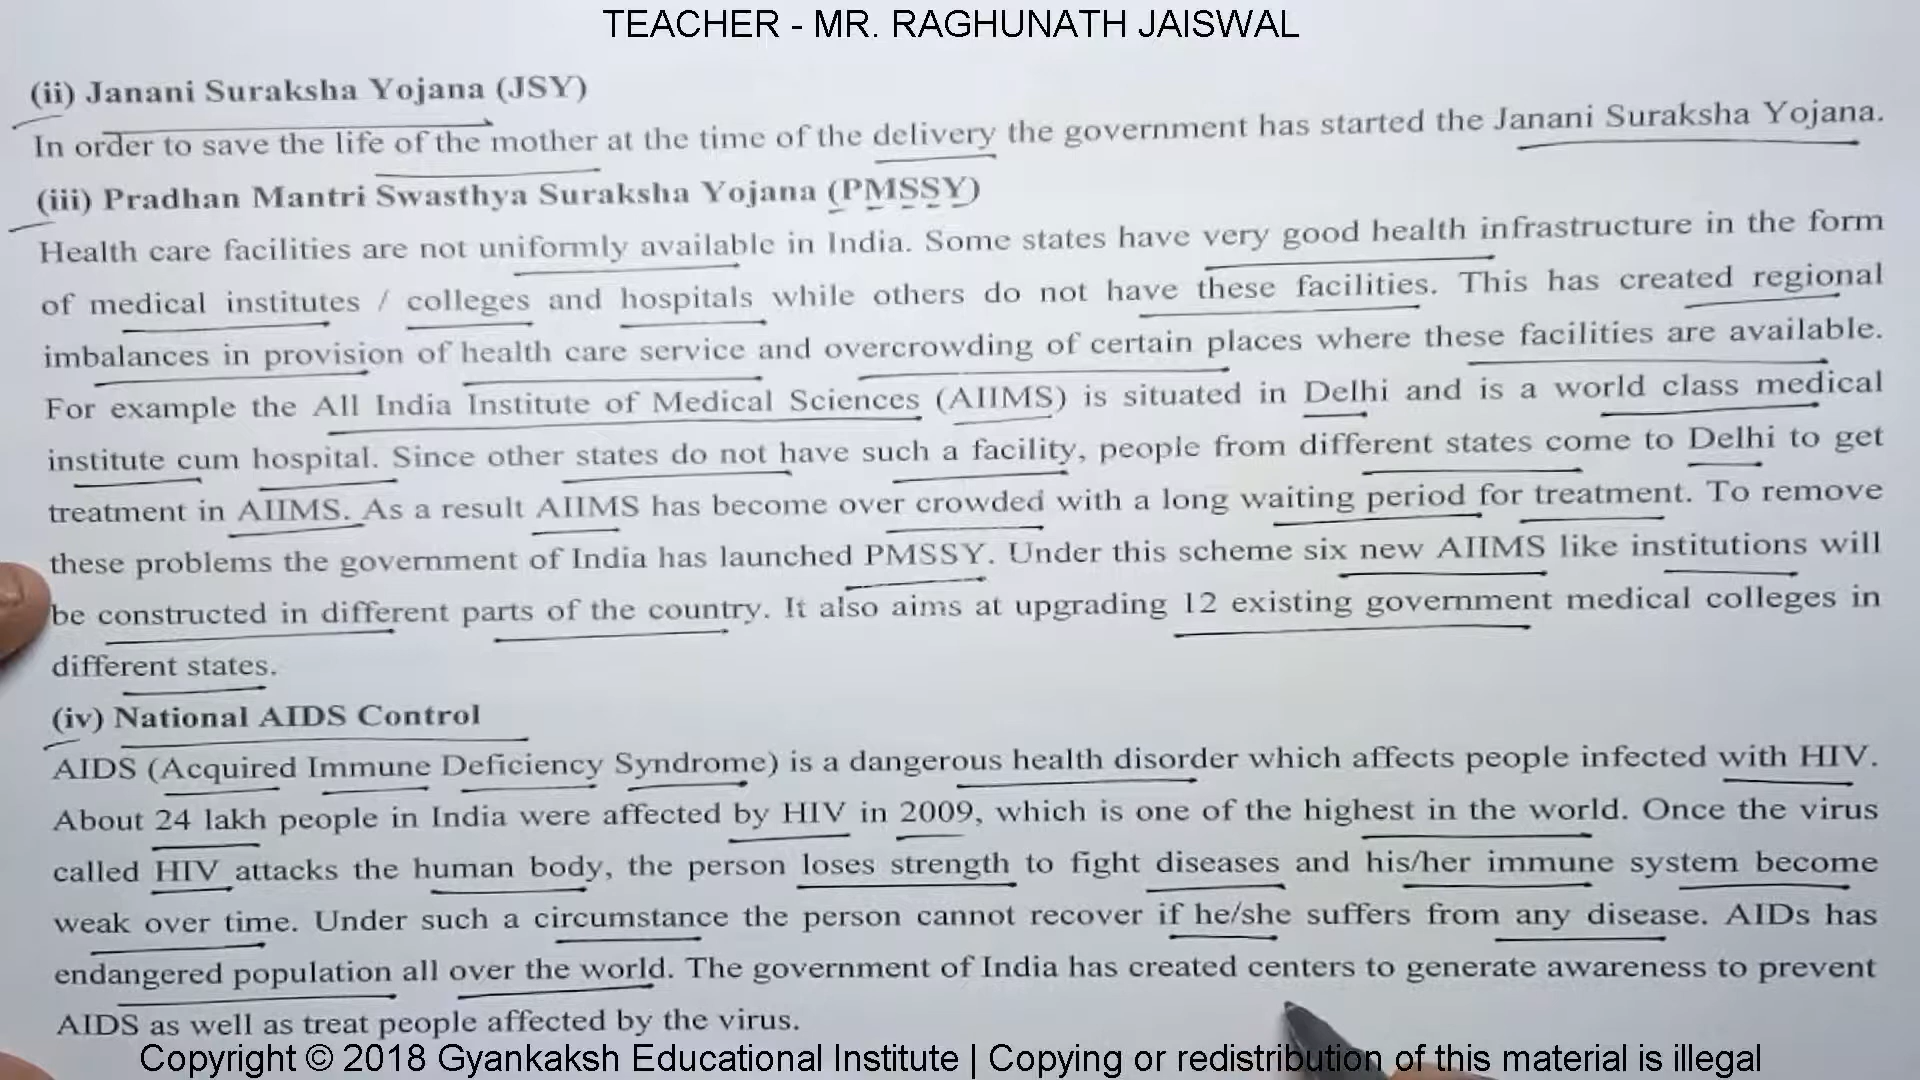 TEACHER - MR. RAGHUNATH JAISWAL
(ii) Janani Suraksha Yojana (JSY)
In order to save the life of the mother at the time of the delivery the government has started the Janani Suraksha Yojana.
(iii) Pradhan Mantri Swasthya Suraksha Yojana (PMSSY)
Health care facilities are not uniformly available in India. Some states have very good health infrastructure in the form
of medical institutes / colleges and hospitals while others do not have these facilities. This has created regional
imbalances in provision of health care service and overcrowding of certain places where these facilities are available.
For example the All India Institute of Medical Sciences (AIIMS) is situated in Delhi and is a world class medical
institute cum hospital. Since other states do not have such a facility, people from different states come to Delhi to get
treatment in AIIMS. As a result AIIMS has become over crowded with a long waiting period for treatment. To remove
these problems the government of India has launched PMSSY. Under this scheme six new AIIMS like institutions will
be constructed in different parts of the country. It also aims at upgrading 12 existing government medical colleges in
different states.
(iv) National AIDS Control
AIDS (Acquired Immune Deficiency Syndrome) is a dangerous health disorder which affects people infected with HIV.
About 24 lakh people in India were affected by HIV in 2009, which is one of the highest in the world. Once the virus
called HIV attacks the human body, the person loses strength to fight diseases and his/her immune system become
weak over time. Under such a circumstance the person cannot recover if he/she suffers from any disease. AIDs has
endangered population all over the world. The government of India has created centers to generate awareness to prevent
AIDS as well as treat people affected by the virus.
Copyright © 2018 Gyankaksh Educational Institute | Copying or redistribution of this material is illegal